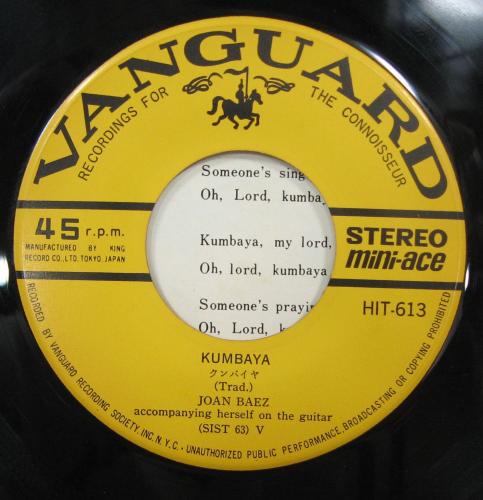 VANGUARD
RECORDINGS FOR THE CONNOISSEUR
Someone's sing
Oh, Lord, kumbay
Kumbaya, my lord,
Oh, lord, kumbaya
Someone's prayin
Oh, Lord, k
45 r.p.m.
MANUFACTURED BY KING
RECORD CO., LTD. TOKYO, JAPAN
STEREO
mini-ace
HIT-613
KUMBAYA
クンバイヤ
(Trad.)
JOAN BAEZ
accompanying herself on the guitar
(SIST 63) V
RECORDED BY VANGUARD RECORDING SOCIETY, INC. N.Y.C. · UNAUTHORIZED PUBLIC PERFORMANCE, BROADCASTING OR COPYING PROHIBITED